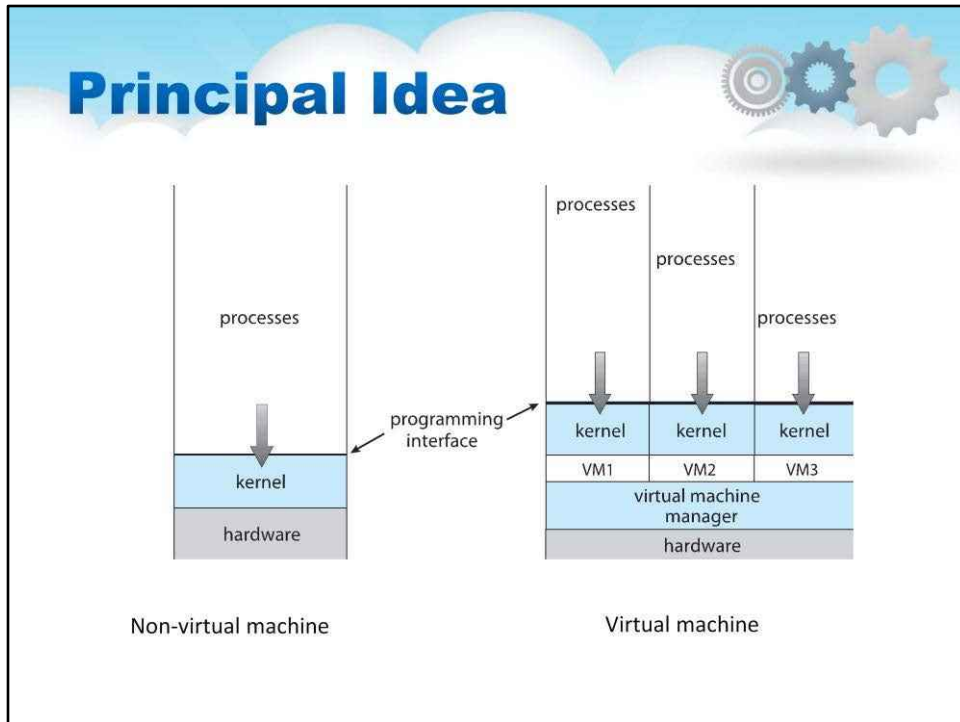 Principal Idea
processes
kernel
hardware
programming
interface
processes
processes
processes
kernel
kernel
kernel
VM1
VM2
VM3
virtual machine
manager
hardware
Non-virtual machine
Virtual machine